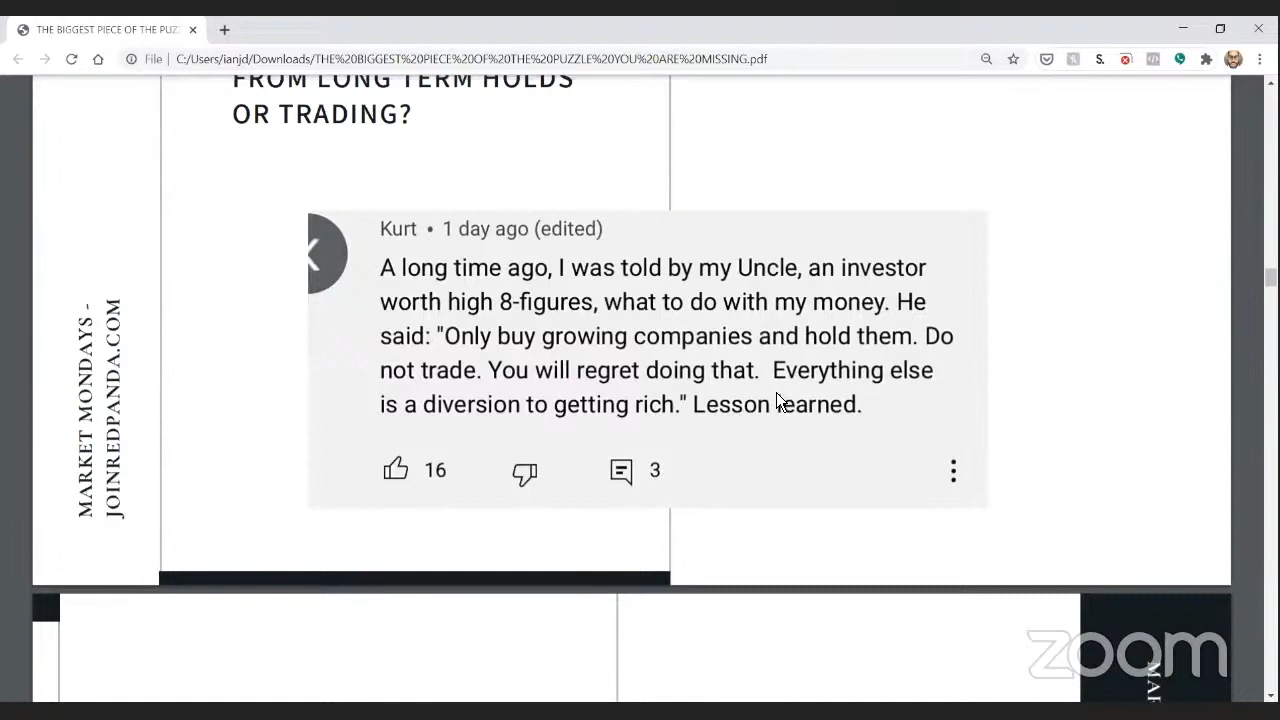 THE BIGGEST PIECE OF THE PUZ
File
C:/Users/ianjd/Downloads/THE%20BIGGEST%20PIECE%20OF%20THE%20PUZZLE%20YOU%20ARE%20MISSING.pdf
S.
FROM LONG TERM HOLDS
OR TRADING?
Kurt • 1 day ago (edited)
A long time ago, I was told by my Uncle, an investor
worth high 8-figures, what to do with my money. He
said: "Only buy growing companies and hold them. Do
not trade. You will regret doing that.  Everything else
is a diversion to getting rich." Lesson learned.
16
3
MARKET MONDAYS -
JOINREDPANDA.COM
zoom